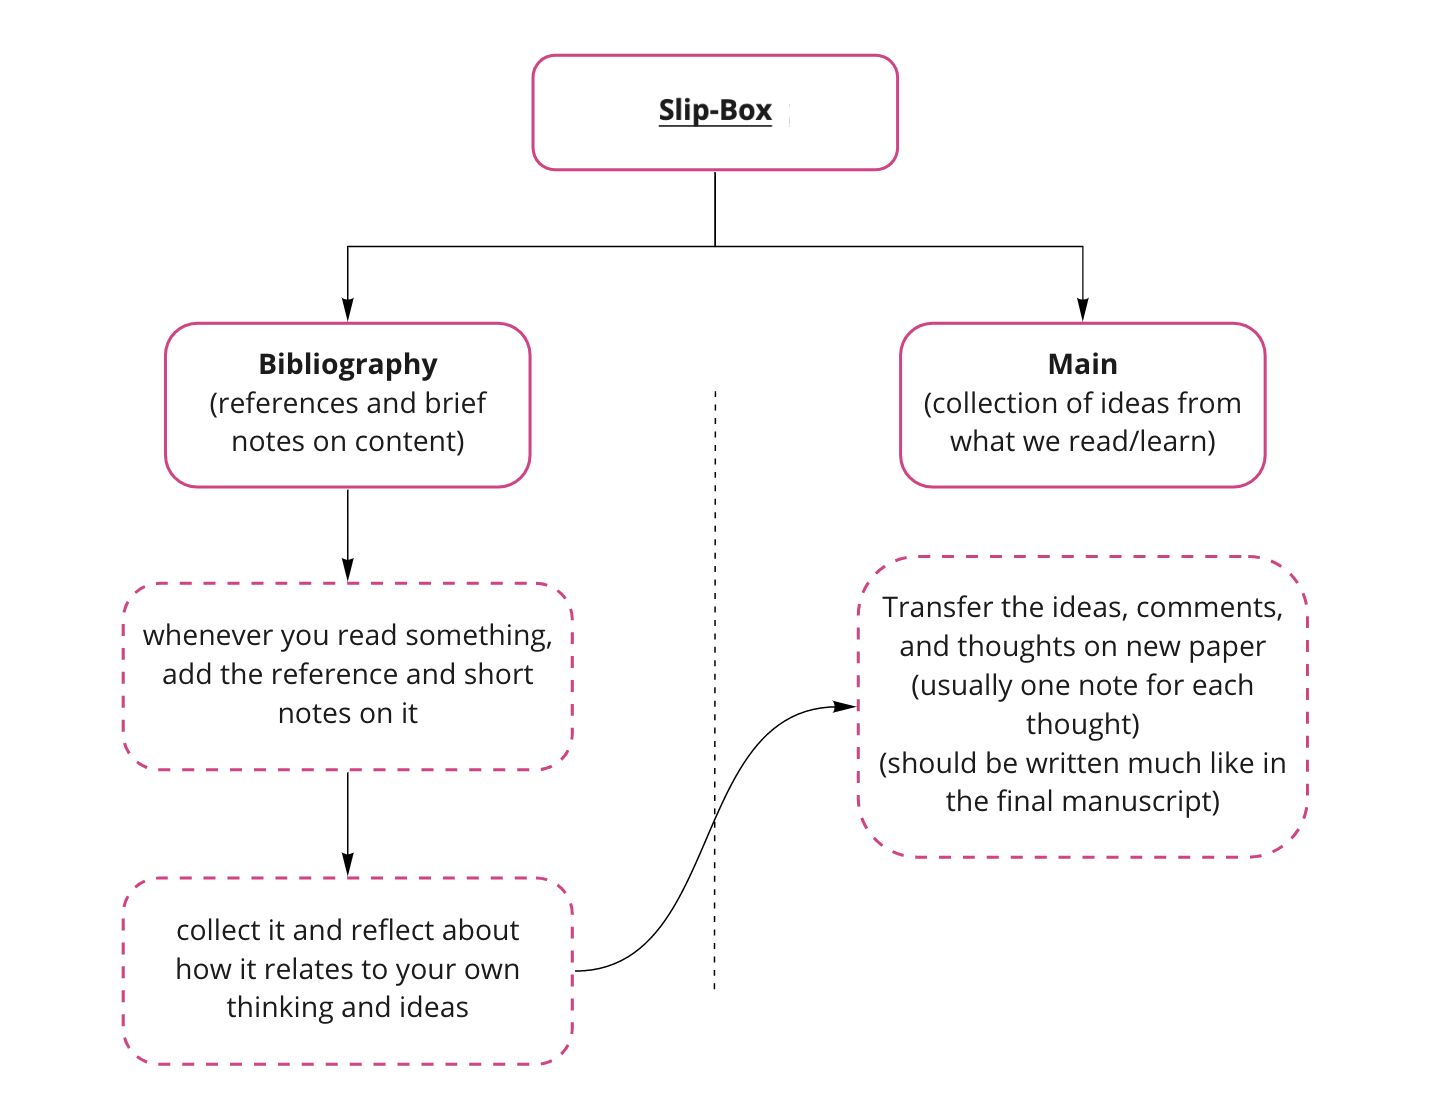 Slip-Box
Bibliography
(references and brief
notes on content)
Main
(collection of ideas from
what we read/learn)
whenever you read something,
add the reference and short
notes on it
Transfer the ideas, comments,
and thoughts on new paper
(usually one note for each
thought)
(should be written much like in
the final manuscript)
collect it and reflect about
how it relates to your own
thinking and ideas